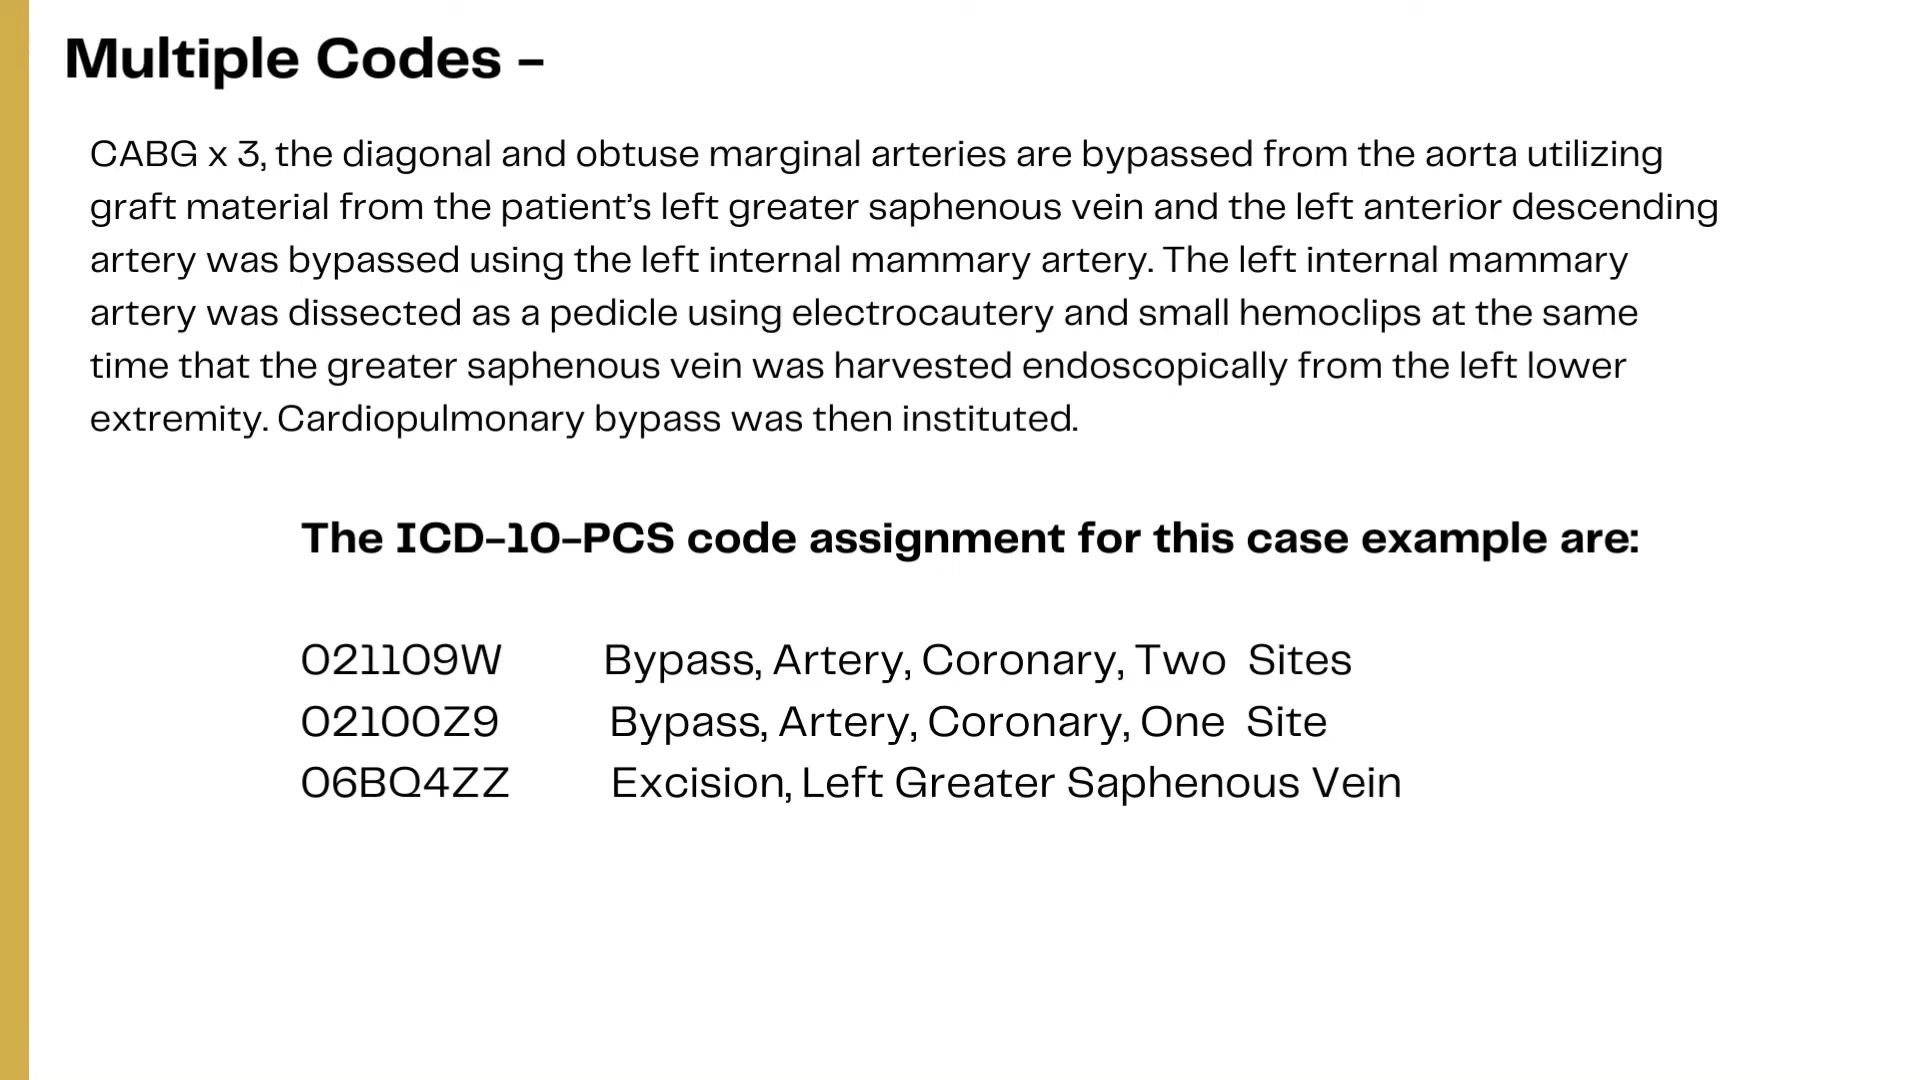 Multiple Codes –
CABG x 3, the diagonal and obtuse marginal arteries are bypassed from the aorta utilizing
graft material from the patient’s left greater saphenous vein and the left anterior descending
artery was bypassed using the left internal mammary artery. The left internal mammary
artery was dissected as a pedicle using electrocautery and small hemoclips at the same
time that the greater saphenous vein was harvested endoscopically from the left lower
extremity. Cardiopulmonary bypass was then instituted.
The ICD-10-PCS code assignment for this case example are:
021109W Bypass, Artery, Coronary, Two Sites
02100Z9 Bypass, Artery, Coronary, One Site
06BQ4ZZ Excision, Left Greater Saphenous Vein